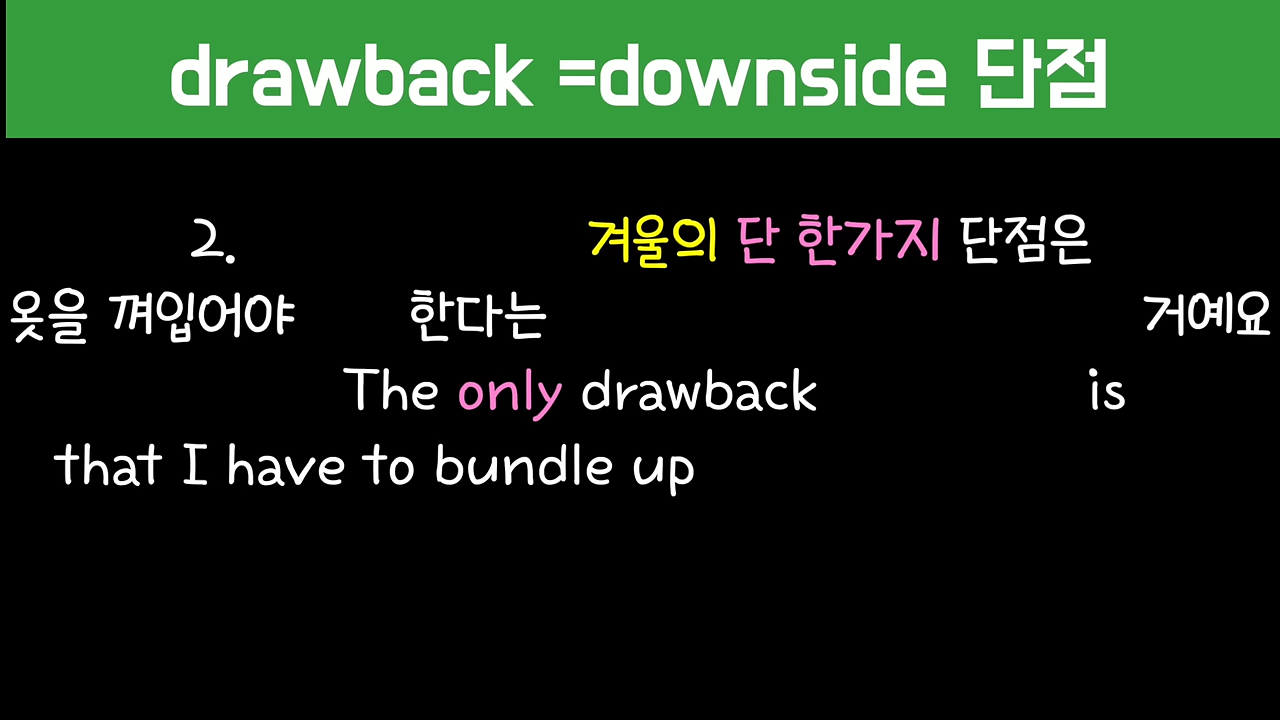 drawback =downside 단점
2. 겨울의 단 한가지 단점은
옷을 껴입어야 한다는 거예요
The only drawback is
that I have to bundle up